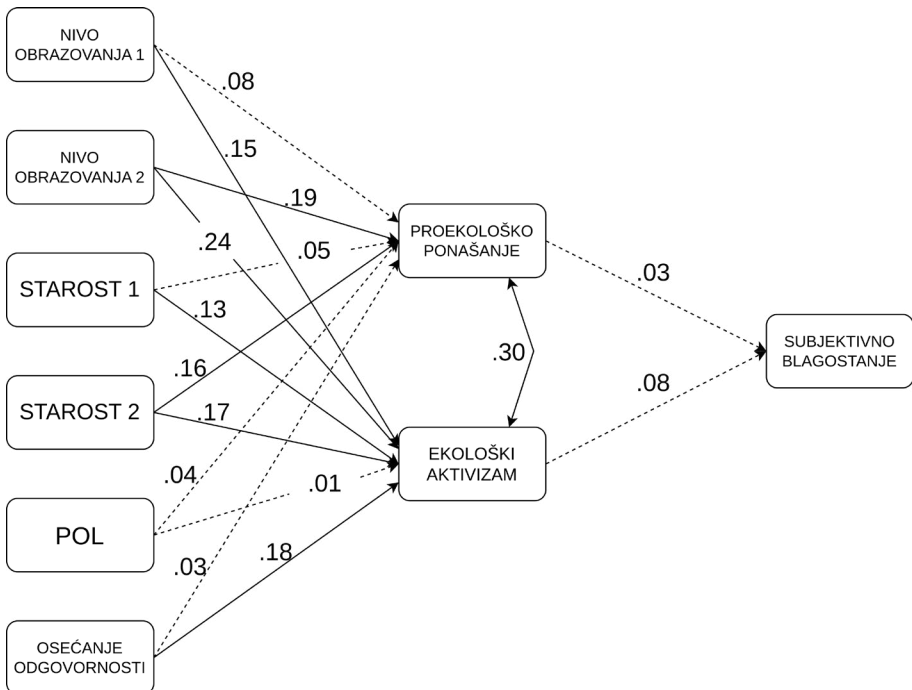 NIVO
OBRAZOVANJA 1
.08
.15
NIVO
OBRAZOVANJA 2
.19
.24
.05
PROEKOLOŠKO
PONAŠANJE
STAROST 1
.13
.03
.16
.30
SUBJEKTIVNO
BLAGOSTANJE
STAROST 2
.17
.08
.04
.01
EKOLOŠKI
AKTIVIZAM
POL
.03
.18
OSEĆANJE
ODGOVORNOSTI